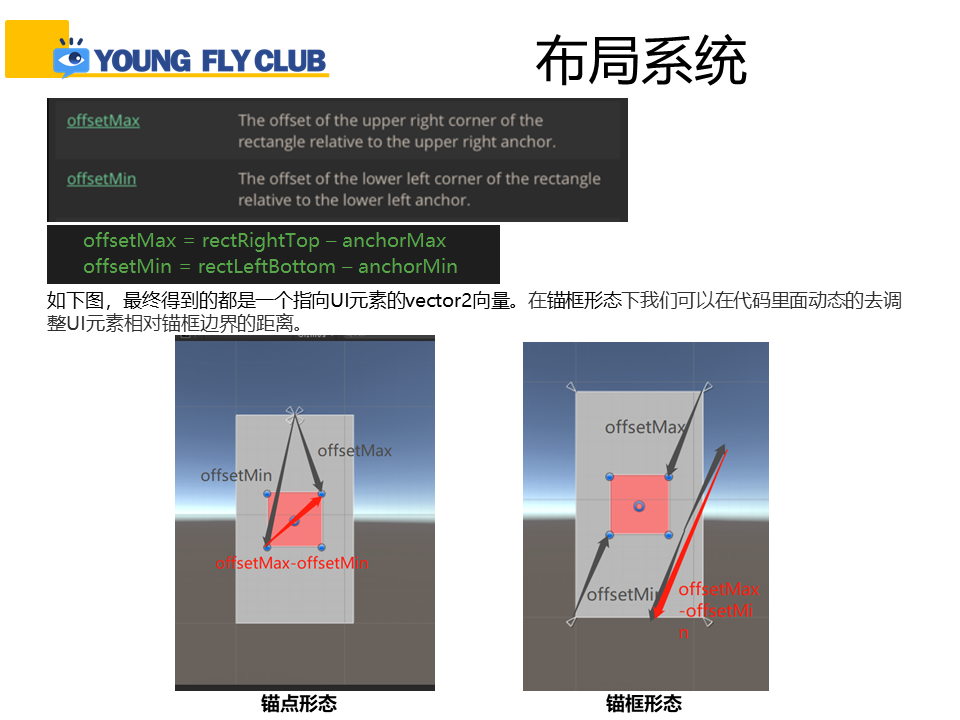 YOUNG FLY CLUB
布局系统
offsetMax
The offset of the upper right corner of the
rectangle relative to the upper right anchor.
offsetMin
The offset of the lower left corner of the rectangle
relative to the lower left anchor.
offsetMax = rectRightTop – anchorMax
offsetMin = rectLeftBottom – anchorMin
如下图，最终得到的都是一个指向UI元素的vector2向量。在锚框形态下我们可以在代码里面动态的去调
整UI元素相对锚框边界的距离。
offsetMax
offsetMin
offsetMax-offsetMin
锚点形态
offsetMax
offsetMin
offsetMax
-offsetMi
n
锚框形态